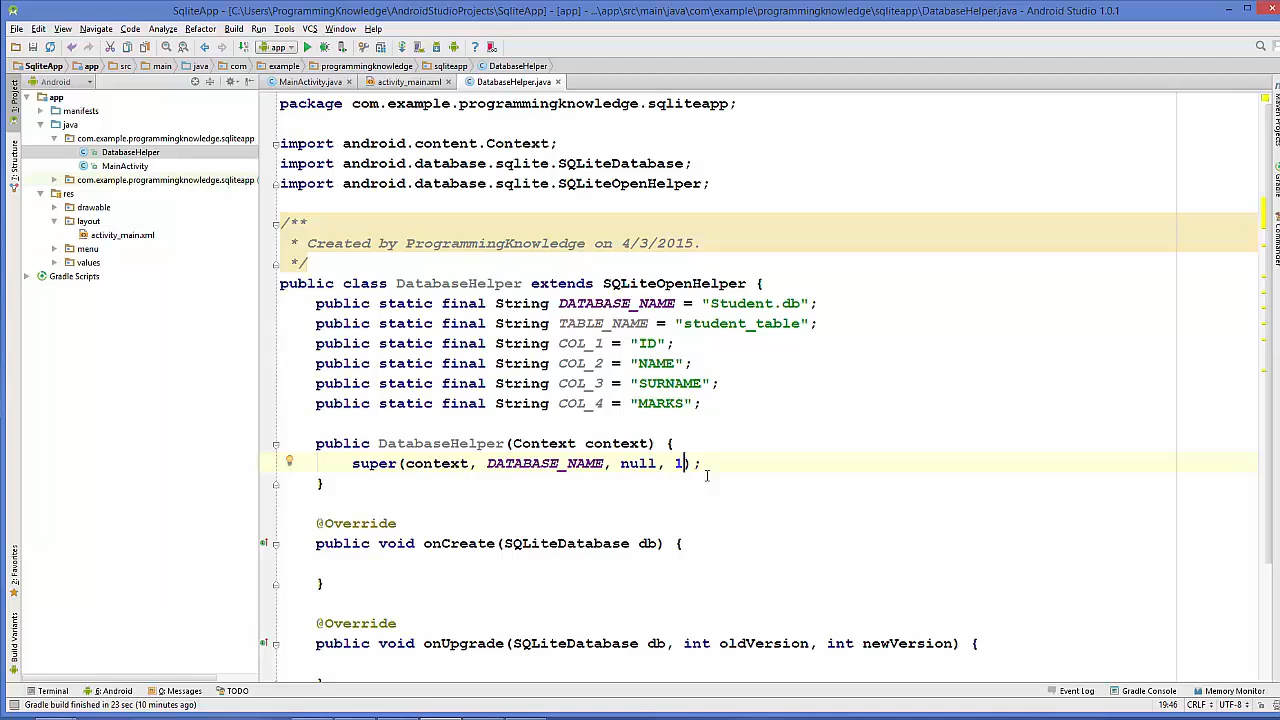 SqliteApp - [C:\Users\ProgrammingKnowledge\AndroidStudioProjects\SqliteApp] - [app] - ...\app\src\main\java\com\example\programmingknowledge\sqliteapp\DatabaseHelper.java - Android Studio 1.0.1
File Edit View Navigate Code Analyze Refactor Build Run Tools VCS Window Help
app
SqliteApp app src main java com example programmingknowledge sqliteapp DatabaseHelper
Android
MainActivity.java activity_main.xml DatabaseHelper.java
1: Project
7: Structure
2: Favorites
Build Variants
app
manifests
java
com.example.programmingknowledge.sqliteapp
DatabaseHelper
MainActivity
com.example.programmingknowledge.sqliteapp
res
drawable
layout
activity_main.xml
menu
values
Gradle Scripts
package com.example.programmingknowledge.sqliteapp;
import android.content.Context;
import android.database.sqlite.SQLiteDatabase;
import android.database.sqlite.SQLiteOpenHelper;
/**
* Created by ProgrammingKnowledge on 4/3/2015.
*/
public class DatabaseHelper extends SQLiteOpenHelper {
public static final String DATABASE_NAME = "Student.db";
public static final String TABLE_NAME = "student_table";
public static final String COL_1 = "ID";
public static final String COL_2 = "NAME";
public static final String COL_3 = "SURNAME";
public static final String COL_4 = "MARKS";
public DatabaseHelper(Context context) {
super(context, DATABASE_NAME, null, 1);
}
@Override
public void onCreate(SQLiteDatabase db) {
}
@Override
public void onUpgrade(SQLiteDatabase db, int oldVersion, int newVersion) {
Terminal 6: Android 0: Messages TODO Event Log Gradle Console Memory Monitor
Gradle build finished in 23 sec (10 minutes ago) 19:46 CRLF UTF-8